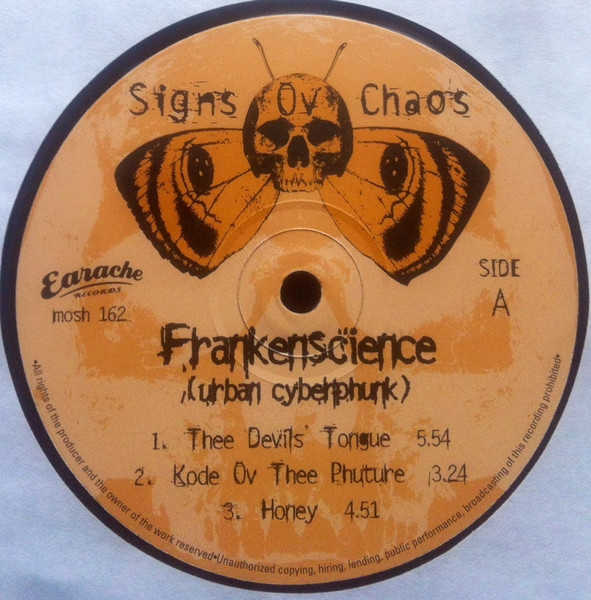 Signs Ov Chaos
Earache
RECORDS
mosh 162
SIDE
A
Frankenscience
(urban cyberphunk)
1. Thee Devils' Tongue 5.54
2. Kode Ov Thee Phuture 3.24
3. Honey 4.51
•All rights of the producer and the owner of the work reserved•Unauthorized copying, hiring, lending, public performance, broadcasting of this recording prohibited•